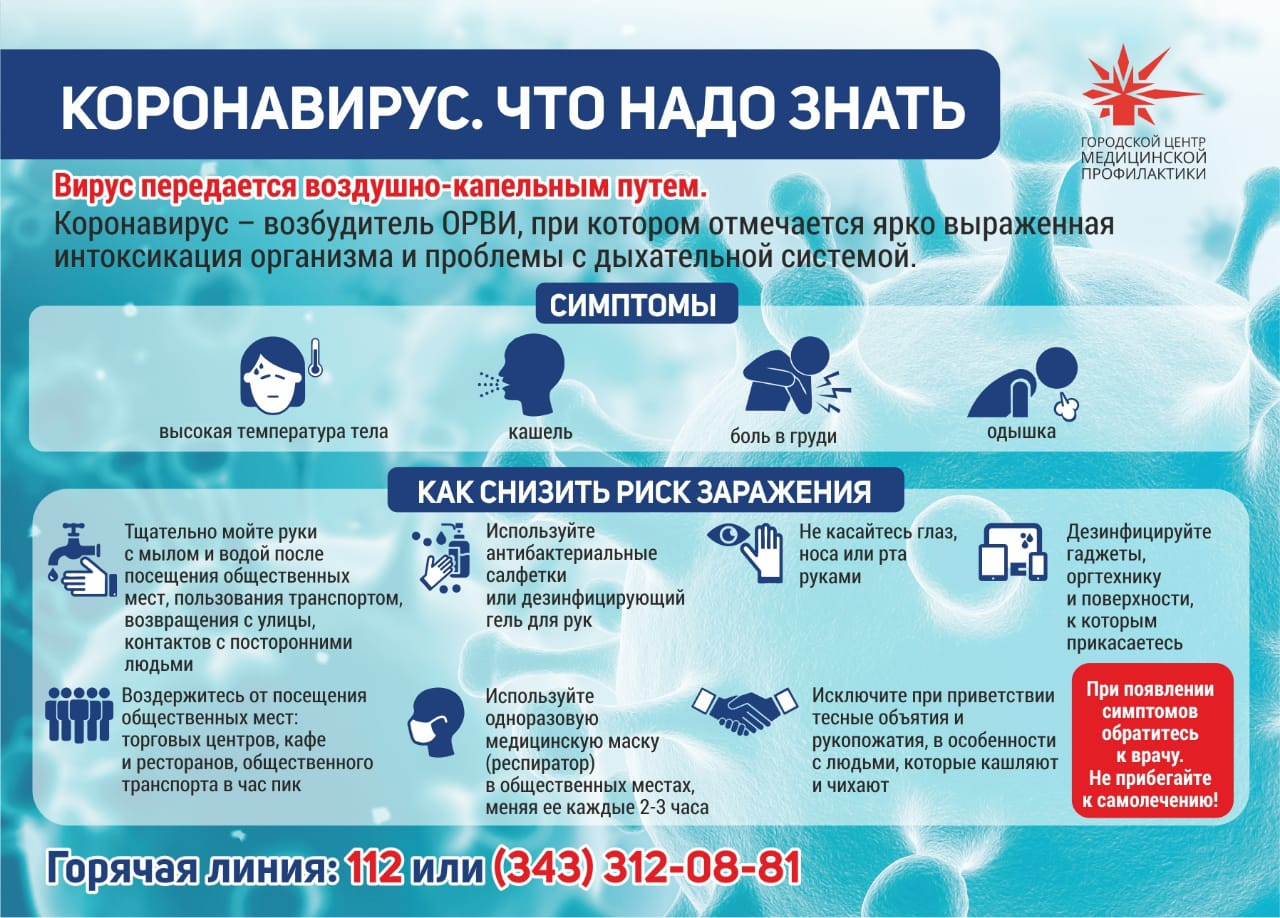 КОРОНАВИРУС. ЧТО НАДО ЗНАТЬ
ГОРОДСКОЙ ЦЕНТР
МЕДИЦИНСКОЙ
ПРОФИЛАКТИКИ
Вирус передается воздушно-капельным путем.
Коронавирус – возбудитель ОРВИ, при котором отмечается ярко выраженная
интоксикация организма и проблемы с дыхательной системой.
СИМПТОМЫ
высокая температура тела
кашель
боль в груди
одышка
КАК СНИЗИТЬ РИСК ЗАРАЖЕНИЯ
Тщательно мойте руки
с мылом и водой после
посещения общественных
мест, пользования транспортом,
возвращения с улицы,
контактов с посторонними
людьми
Используйте
антибактериальные
салфетки
или дезинфицирующий
гель для рук
Не касайтесь глаз,
носа или рта
руками
Дезинфицируйте
гаджеты,
оргтехнику
и поверхности,
к которым
прикасаетесь
Воздержитесь от посещения
общественных мест:
торговых центров, кафе
и ресторанов, общественного
транспорта в час пик
Используйте
одноразовую
медицинскую маску
(респиратор)
в общественных местах,
меняя ее каждые 2-3 часа
Исключите при приветствии
тесные объятия и
рукопожатия, в особенности
с людьми, которые кашляют
и чихают
При появлении
симптомов
обратитесь
к врачу.
Не прибегайте
к самолечению!
Горячая линия: 112 или (343) 312-08-81